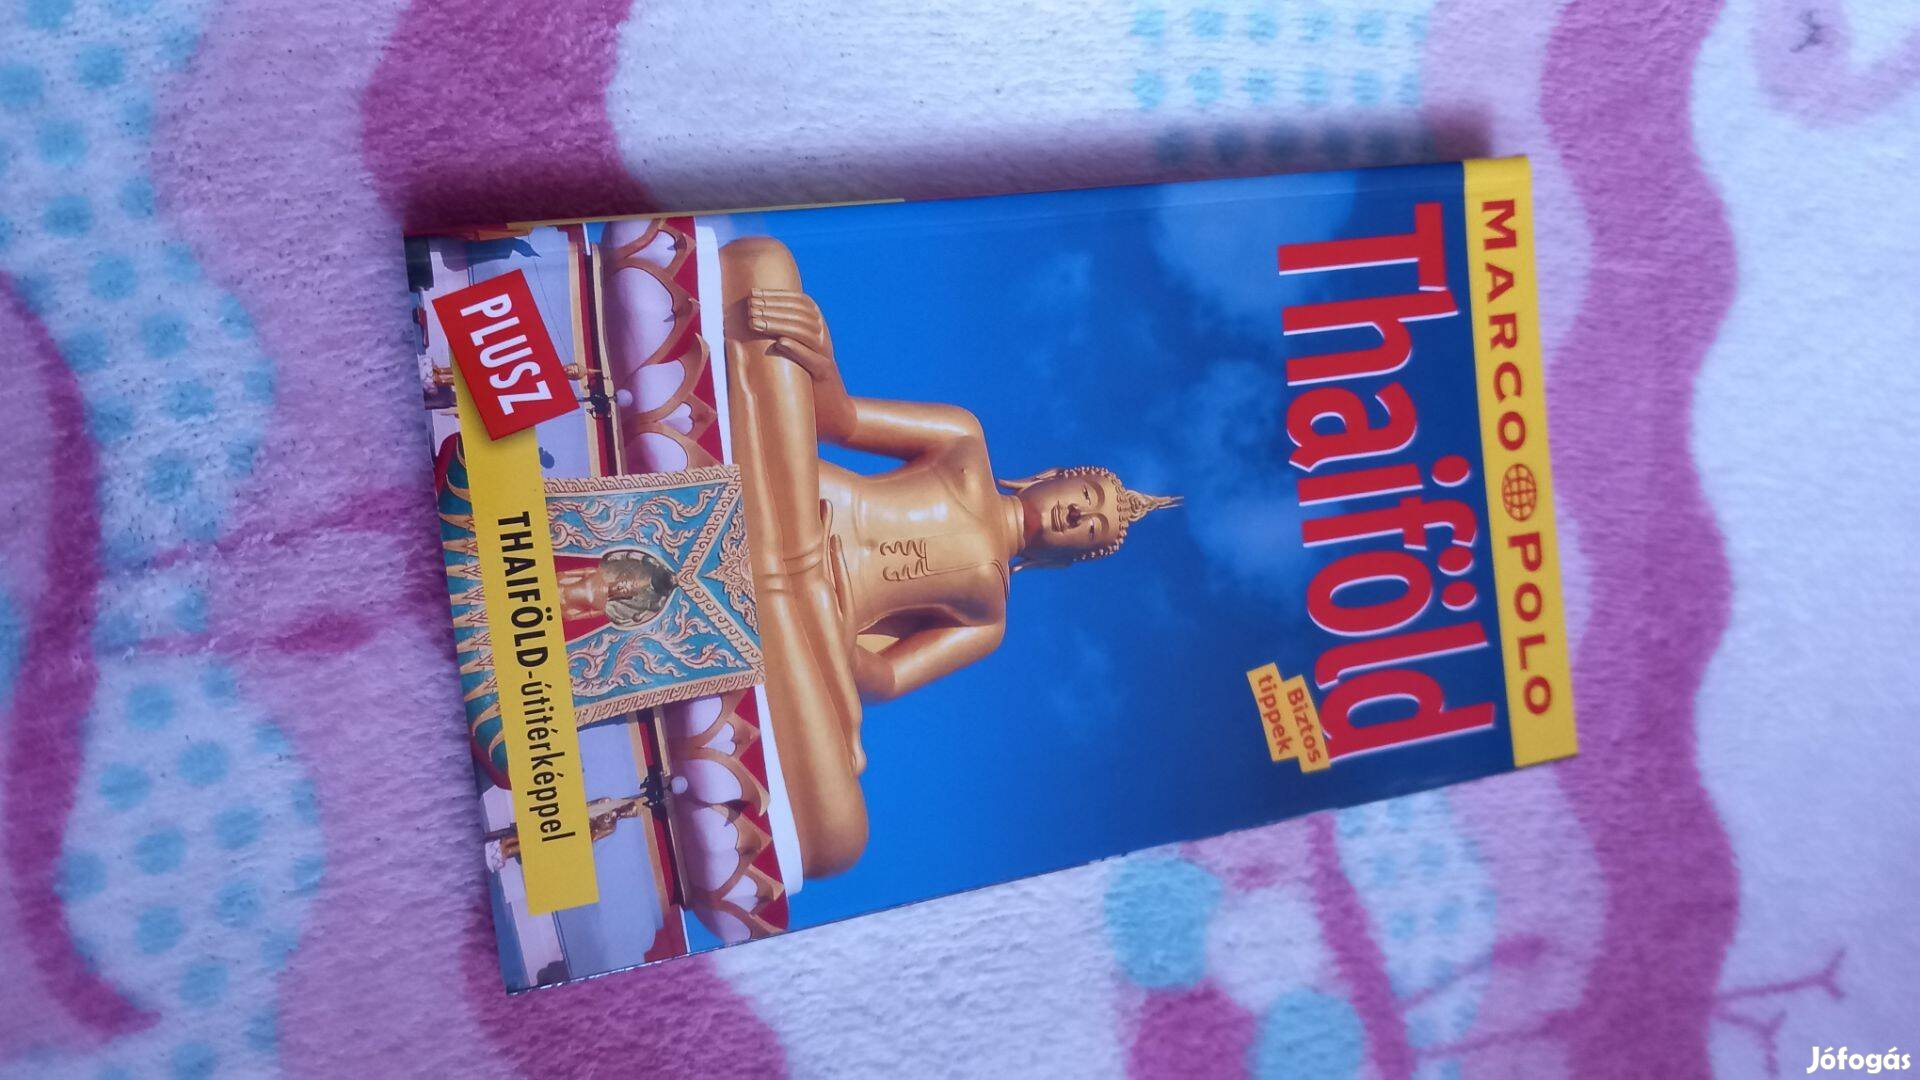 MARCO POLO
Thaiföld
Biztos
tippek
PLUSZ
THAIFÖLD-útitérképpel
Jófogás